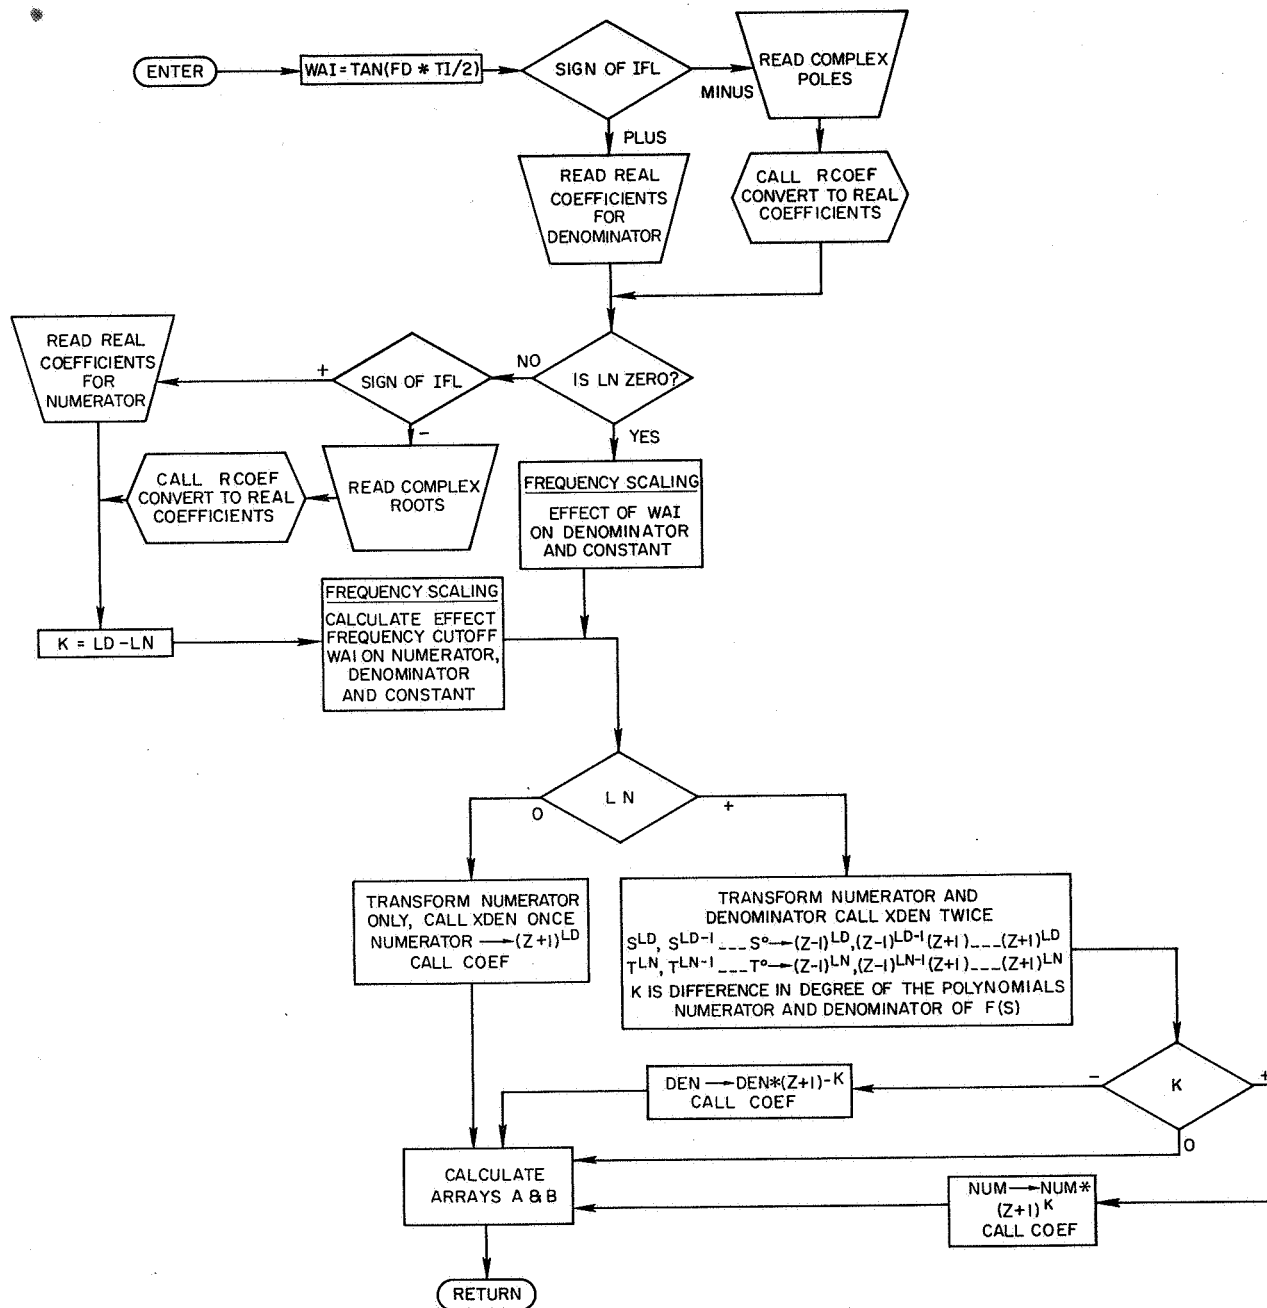 ENTER
WAI=TAN(FD * TI/2)
SIGN OF IFL
MINUS
READ COMPLEX
POLES
PLUS
READ REAL
COEFFICIENTS
FOR
DENOMINATOR
CALL RCOEF
CONVERT TO REAL
COEFFICIENTS
READ REAL
COEFFICIENTS
FOR
NUMERATOR
+
SIGN OF IFL
NO
IS LN ZERO?
–
YES
CALL RCOEF
CONVERT TO REAL
COEFFICIENTS
READ COMPLEX
ROOTS
FREQUENCY SCALING
EFFECT OF WAI
ON DENOMINATOR
AND CONSTANT
K = LD-LN
FREQUENCY SCALING
CALCULATE EFFECT
FREQUENCY CUTOFF
WAI ON NUMERATOR,
DENOMINATOR
AND CONSTANT
LN
O
+
TRANSFORM NUMERATOR
ONLY, CALL XDEN ONCE
NUMERATOR → (Z+1)^LD
CALL COEF
TRANSFORM NUMERATOR AND
DENOMINATOR CALL XDEN TWICE
S^LD, S^LD-1 ___ S^o → (Z-1)^LD, (Z-1)^LD-1 (Z+1) ___ (Z+1)^LD
T^LN, T^LN-1 ___ T^o → (Z-1)^LN, (Z-1)^LN-1 (Z+1) ___ (Z+1)^LN
K IS DIFFERENCE IN DEGREE OF THE POLYNOMIALS
NUMERATOR AND DENOMINATOR OF F(S)
DEN → DEN*(Z+1)-K
CALL COEF
–
K
+
O
CALCULATE
ARRAYS A & B
NUM → NUM*
(Z+1)^K
CALL COEF
RETURN